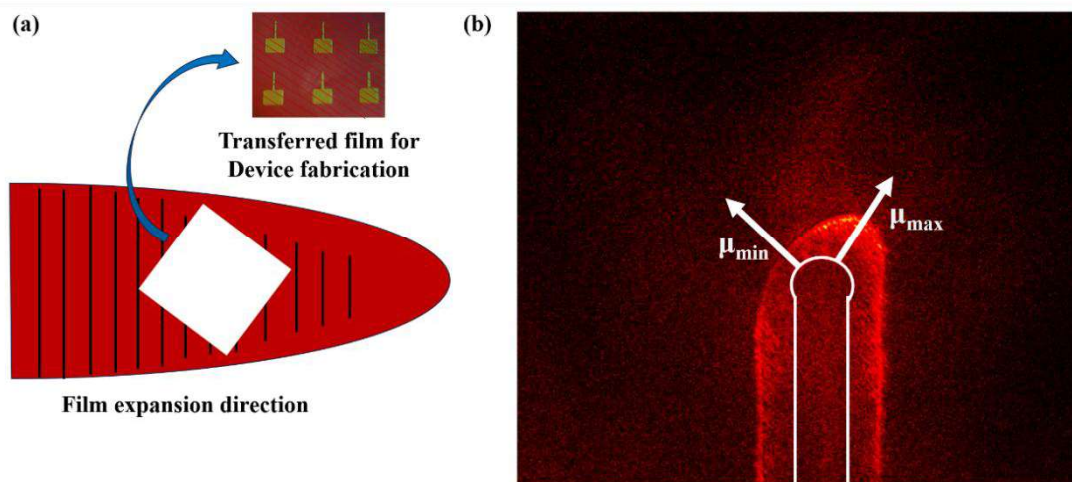 (a)
Transferred film for
Device fabrication
Film expansion direction
(b)
μmin
μmax